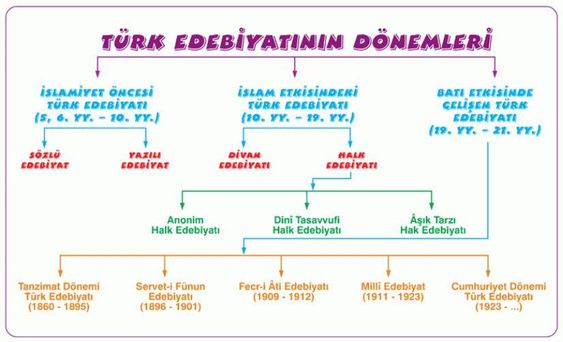 TÜRK EDEBİYATININ DÖNEMLERİ
İSLAMİYET ÖNCESİ
TÜRK EDEBİYATI
(5, 6. YY. – 10. YY.)
İSLAM ETKİSİNDEKİ
TÜRK EDEBİYATI
(10. YY. – 19. YY.)
BATI ETKİSİNDE
GELİŞEN TÜRK
EDEBİYATI
(19. YY. – 21. YY.)
SÖZLÜ
EDEBİYAT
YAZILI
EDEBİYAT
DİVAN
EDEBİYATI
HALK
EDEBİYATI
Anonim
Halk Edebiyatı
Dinî Tasavvufi
Halk Edebiyatı
Âşık Tarzı
Hak Edebiyatı
Tanzimat Dönemi
Türk Edebiyatı
(1860 - 1895)
Servet-i Fünun
Edebiyatı
(1896 - 1901)
Fecr-i Âti Edebiyatı
(1909 - 1912)
Millî Edebiyat
(1911 - 1923)
Cumhuriyet Dönemi
Türk Edebiyatı
(1923 - ...)